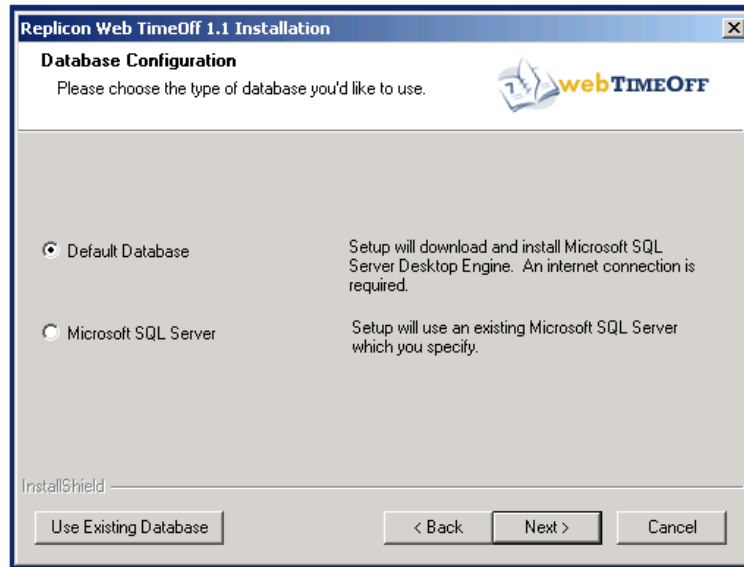 Replicon Web TimeOff 1.1 Installation
Database Configuration
Please choose the type of database you'd like to use.
webTIMEOFF
Default Database
Setup will download and install Microsoft SQL
Server Desktop Engine. An internet connection is
required.
Microsoft SQL Server
Setup will use an existing Microsoft SQL Server
which you specify.
InstallShield
Use Existing Database
< Back
Next >
Cancel